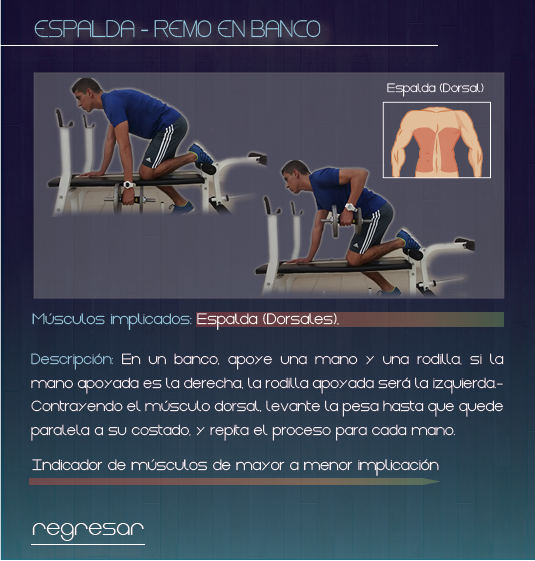 ESPALDA - REMO EN BANCO
Espalda (Dorsal)
Músculos implicados: Espalda (Dorsales).
Descripción: En un banco, apoye una mano y una rodilla, si la
mano apoyada es la derecha, la rodilla apoyada será la izquierda.-
Contrayendo el músculo dorsal, levante la pesa hasta que quede
paralela a su costado, y repita el proceso para cada mano.
Indicador de músculos de mayor a menor implicación
regresar